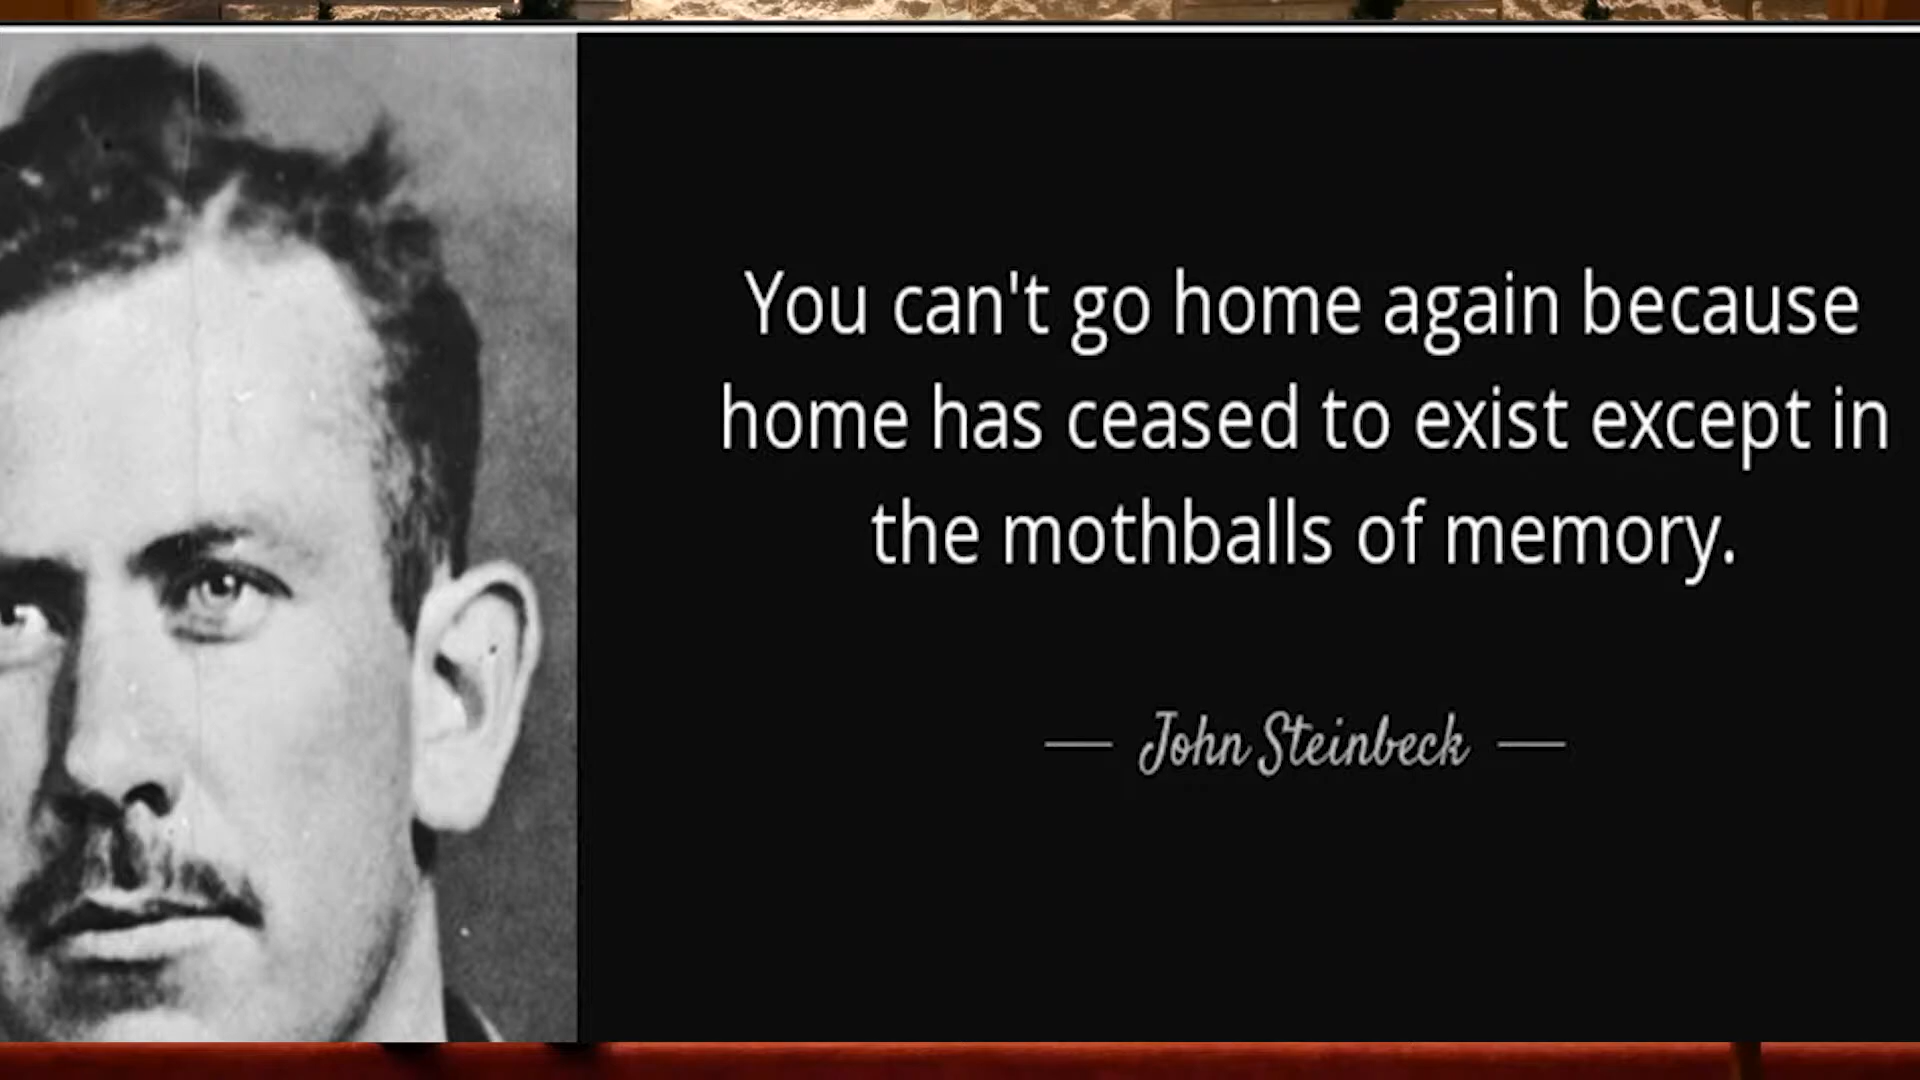 You can't go home again because
home has ceased to exist except in
the mothballs of memory.
— John Steinbeck —